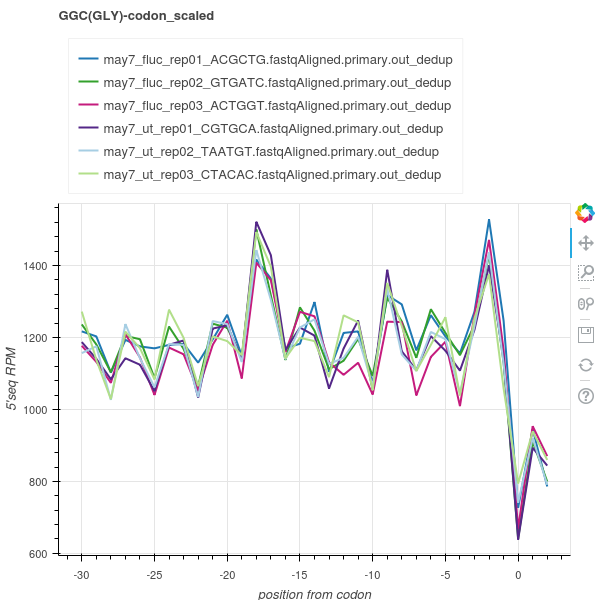 GGC(GLY)-codon_scaled
may7_fluc_rep01_ACGCTG.fastqAligned.primary.out_dedup
may7_fluc_rep02_GTGATC.fastqAligned.primary.out_dedup
may7_fluc_rep03_ACTGGT.fastqAligned.primary.out_dedup
may7_ut_rep01_CGTGCA.fastqAligned.primary.out_dedup
may7_ut_rep02_TAATGT.fastqAligned.primary.out_dedup
may7_ut_rep03_CTACAC.fastqAligned.primary.out_dedup
1400
1200
1000
800
600
5'seq RPM
-30 -25 -20 -15 -10 -5 0
position from codon